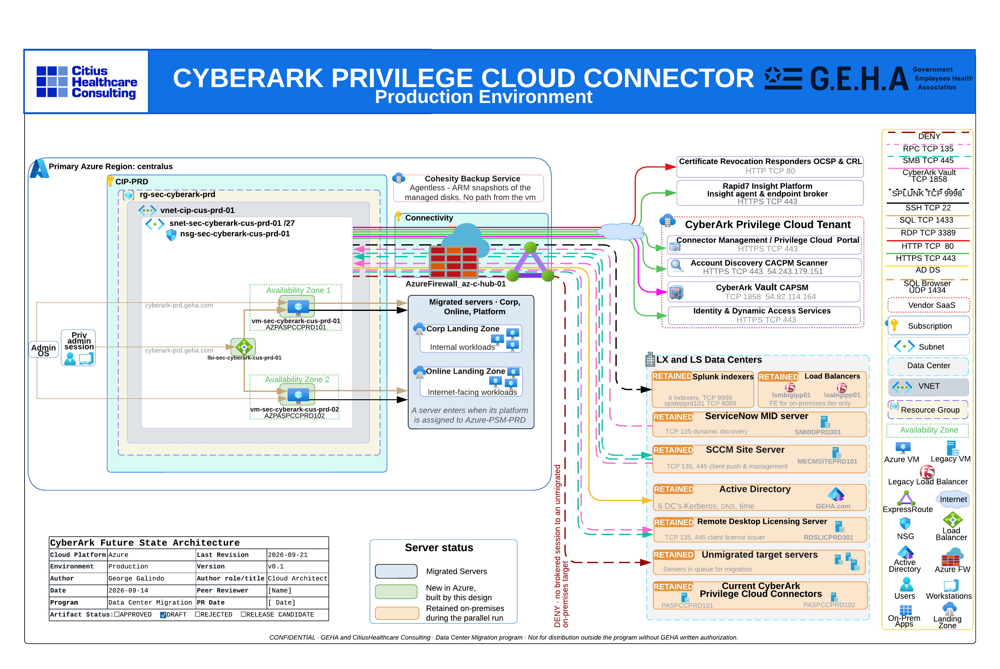 Citius
Healthcare
Consulting
CYBERARK PRIVILEGE CLOUD CONNECTOR
Production Environment
G.E.H.A
Government
Employees Health
Association
Primary Azure Region: centralus
CIP-PRD
rg-sec-cyberark-prd
vnet-cip-cus-prd-01
snet-sec-cyberark-cus-prd-01 /27
nsg-sec-cyberark-cus-prd-01
Availability Zone 1
vm-sec-cyberark-cus-prd-01
AZPASPCCPRD101
cyberark-prd.geha.com
Admin
OS
Priv
admin
session
cyberark-prd.geha.com
lbi-sec-cyberark-cus-prd-01
Availability Zone 2
vm-sec-cyberark-cus-prd-02
AZPASPCCPRD102
Cohesity Backup Service
Agentless - ARM snapshots of the
managed disks. No path from the vm
Connectivity
AzureFirewall_az-c-hub-01
Migrated servers · Corp,
Online, Platform
Corp Landing Zone
Internal workloads
Online Landing Zone
Internet-facing workloads
A server enters when its platform
is assigned to Azure-PSM-PRD
Certificate Revocation Responders OCSP & CRL
HTTP TCP 80
Rapid7 Insight Platform
Insight agent & endpoint broker
HTTPS TCP 443
CyberArk Privilege Cloud Tenant
Connector Management / Privilege Cloud Portal
HTTPS TCP 443
Account Discovery CACPM Scanner
HTTPS TCP 443 54.243.179.151
CyberArk Vault CAPSM
TCP 1858 54.82.114.164
Identity & Dynamic Access Services
HTTPS TCP 443
LX and LS Data Centers
RETAINED
Splunk indexers
4 indexers TCP 9998
spldepprd101 TCP 8089
RETAINED
Load Balancers
f5
f5
lsmbigipp01
lxabigipp01
FE for on-premises tier only
RETAINED
ServiceNow MID server
TCP 135 dynamic discovery
SNMIDPRD301
RETAINED
SCCM Site Server
MECMSITEPRD101
TCP 135, 445 client push & management
RETAINED
Active Directory
6 DC's·Kerberos, DNS, time
GEHA.com
RETAINED
Remote Desktop Licensing Server
TCP 135, 445 client license issuer
RDSLICPRD301
RETAINED
Unmigrated target servers
Servers in queue for migration
RETAINED
Current CyberArk
Privilege Cloud Connectors
PASPCCPRD101
PASPCCPRD102
DENY · no brokered session to an unmigrated
on-premises target
DENY
RPC TCP 135
SMB TCP 445
CyberArk Vault
TCP 1858
SPLUNK TCP 9998
SSH TCP 22
SQL TCP 1433
RDP TCP 3389
HTTP TCP 80
HTTPS TCP 443
AD DS
SQL Browser
UDP 1434
Vendor SaaS
Subscription
Subnet
Data Center
VNET
Resource Group
Availability Zone
Azure VM
Legacy VM
f5
Legacy Load Balancer
ExpressRoute
Internet
NSG
Load
Balancer
Active
Directory
Azure FW
Users
Workstations
On-Prem
Apps
Landing
Zone
CyberArk Future State Architecture
Cloud Platform Azure Last Revision 2026-09-21
Environment Production Version v0.1
Author George Galindo Author role/title Cloud Architect
Date 2026-09-14 Peer Reviewer [Name]
Program Data Center Migration PR Date [ Date]
Artifact Status:☐APPROVED ☑DRAFT ☐REJECTED ☐RELEASE CANDIDATE
Server status
Migrated Servers
New in Azure,
built by this design
Retained on-premises
during the parallel run
CONFIDENTIAL · GEHA and CitiusHealthcare Consulting · Data Center Migration program · Not for distribution outside the program without GEHA written authorization.